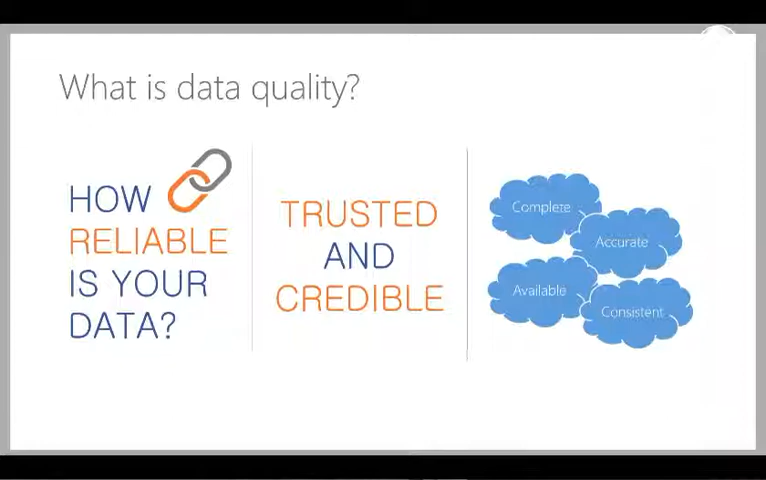 What is data quality?
HOW
RELIABLE
IS YOUR
DATA?
TRUSTED
AND
CREDIBLE
Complete
Accurate
Available
Consistent